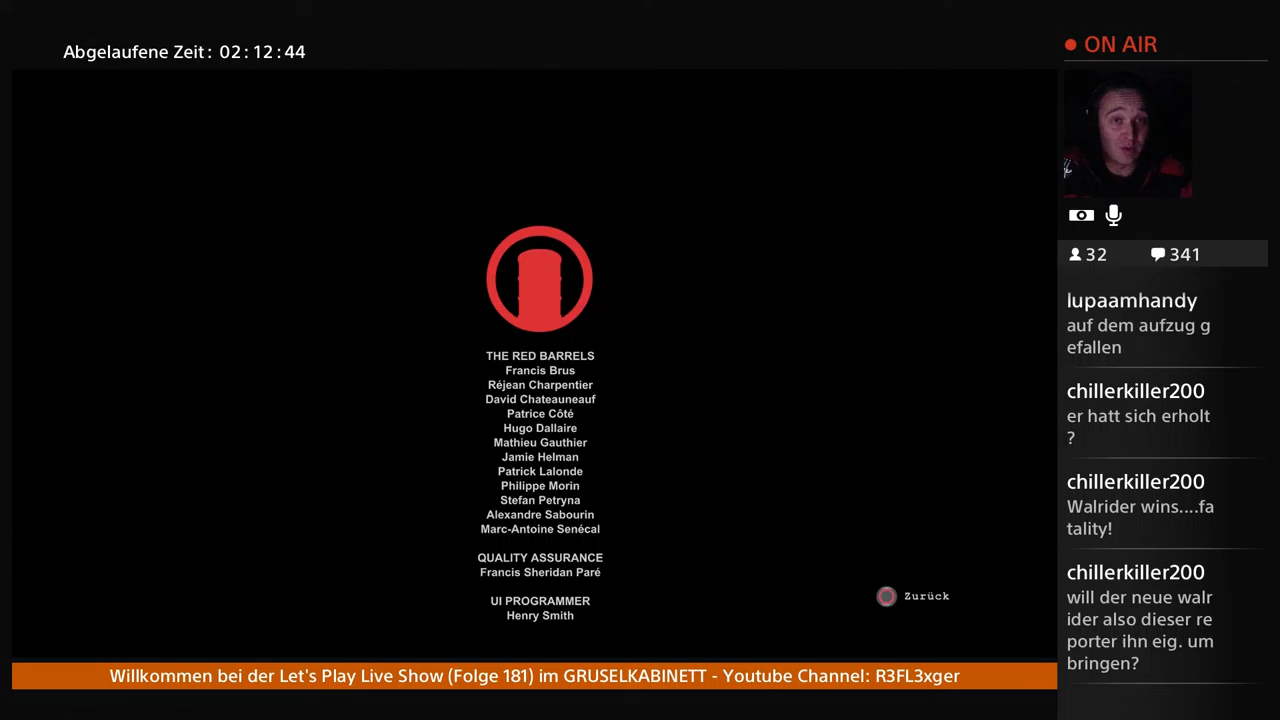 Abgelaufene Zeit: 02:12:44
ON AIR
THE RED BARRELS
Francis Brus
Réjean Charpentier
David Chateauneuf
Patrice Côté
Hugo Dallaire
Mathieu Gauthier
Jamie Helman
Patrick Lalonde
Philippe Morin
Stefan Petryna
Alexandre Sabourin
Marc-Antoine Senécal
QUALITY ASSURANCE
Francis Sheridan Paré
UI PROGRAMMER
Henry Smith
Zurück
32 341
lupaamhandy
auf dem aufzug g
efallen
chillerkiller200
er hatt sich erholt
?
chillerkiller200
Walrider wins....fa
tality!
chillerkiller200
will der neue walr
ider also dieser re
porter ihn eig. um
bringen?
Willkommen bei der Let's Play Live Show (Folge 181) im GRUSELKABINETT - Youtube Channel: R3FL3xger